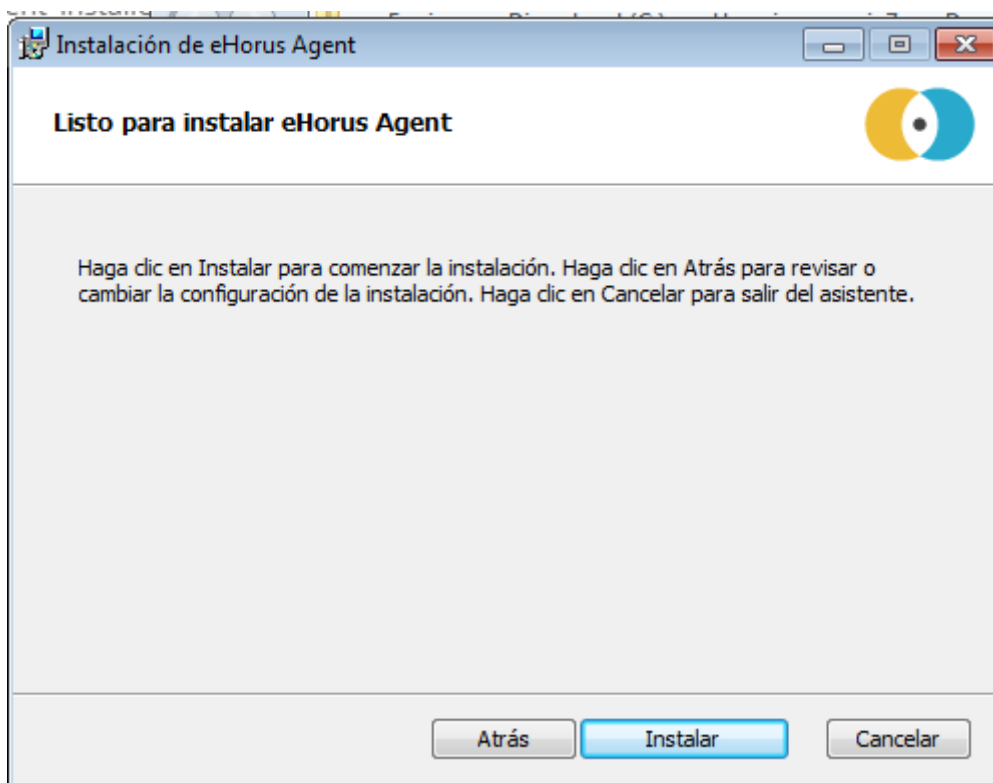 Instalación de eHorus Agent
Listo para instalar eHorus Agent
Haga clic en Instalar para comenzar la instalación. Haga clic en Atrás para revisar o
cambiar la configuración de la instalación. Haga clic en Cancelar para salir del asistente.
Atrás
Instalar
Cancelar